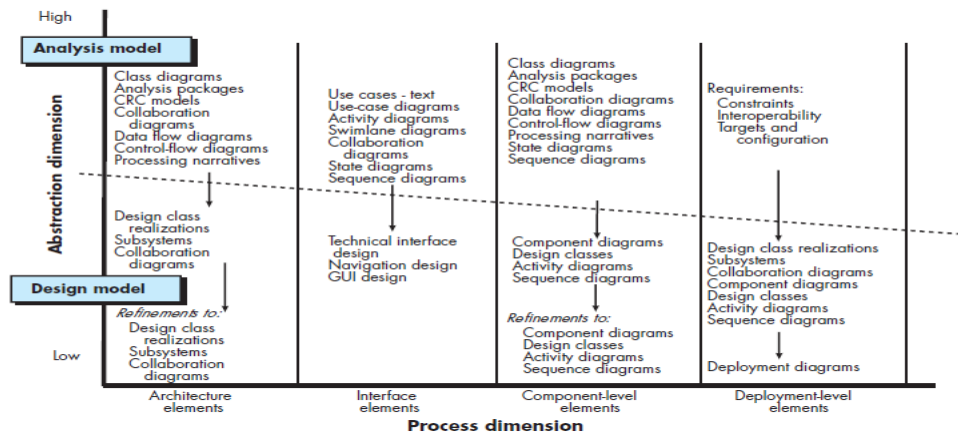 High
Analysis model
Abstraction dimension
Design model
Low
Class diagrams
Analysis packages
CRC models
Collaboration
diagrams
Data flow diagrams
Control-flow diagrams
Processing narratives
Design class
realizations
Subsystems
Collaboration
diagrams
Refinements to:
Design class
realizations
Subsystems
Collaboration
diagrams
Architecture
elements
Use cases - text
Use-case diagrams
Activity diagrams
Swimlane diagrams
Collaboration
diagrams
State diagrams
Sequence diagrams
Technical interface
design
Navigation design
GUI design
Interface
elements
Class diagrams
Analysis packages
CRC models
Collaboration diagrams
Data flow diagrams
Control-flow diagrams
Processing narratives
State diagrams
Sequence diagrams
Component diagrams
Design classes
Activity diagrams
Sequence diagrams
Refinements to:
Component diagrams
Design classes
Activity diagrams
Sequence diagrams
Component-level
elements
Requirements:
Constraints
Interoperability
Targets and
configuration
Design class realizations
Subsystems
Collaboration diagrams
Component diagrams
Design classes
Activity diagrams
Sequence diagrams
Deployment diagrams
Deployment-level
elements
Process dimension